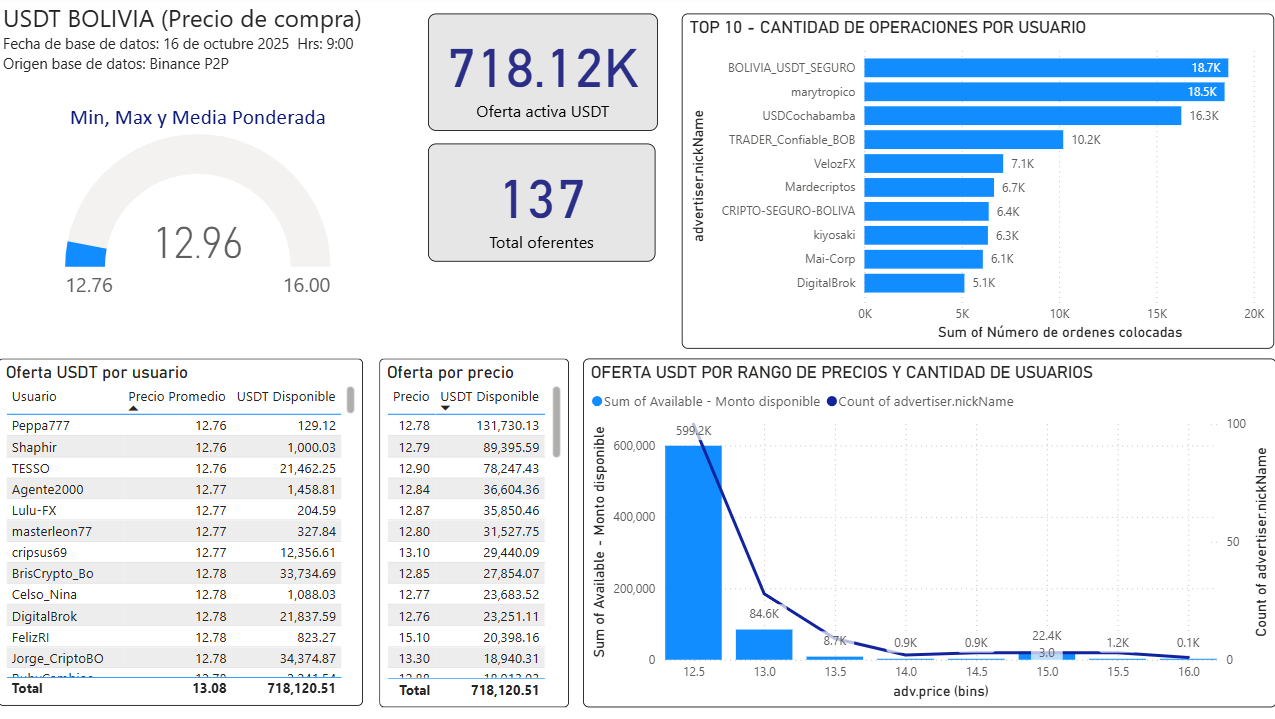 USDT BOLIVIA (Precio de compra)
Fecha de base de datos: 16 de octubre 2025 Hrs: 9:00
Origen base de datos: Binance P2P
Min, Max y Media Ponderada
12.96
12.76
16.00
718.12K
Oferta activa USDT
137
Total oferentes
TOP 10 - CANTIDAD DE OPERACIONES POR USUARIO
advertiser.nickName
BOLIVIA_USDT_SEGURO 18.7K
marytropico 18.5K
USDCochabamba 16.3K
TRADER_Confiable_BOB 10.2K
VelozFX 7.1K
Mardecriptos 6.7K
CRIPTO-SEGURO-BOLIVA 6.4K
kiyosaki 6.3K
Mai-Corp 6.1K
DigitalBrok 5.1K
0K 5K 10K 15K 20K
Sum of Número de ordenes colocadas
Oferta USDT por usuario
Usuario Precio Promedio USDT Disponible
Peppa777 12.76 129.12
Shaphir 12.76 1,000.03
TESSO 12.76 21,462.25
Agente2000 12.77 1,458.81
Lulu-FX 12.77 204.59
masterleon77 12.77 327.84
cripsus69 12.77 12,356.61
BrisCrypto_Bo 12.78 33,734.69
Celso_Nina 12.78 1,088.03
DigitalBrok 12.78 21,837.59
FelizRI 12.78 823.27
Jorge_CriptoBO 12.78 34,374.87
Total 13.08 718,120.51
Oferta por precio
Precio USDT Disponible
12.78 131,730.13
12.79 89,395.59
12.90 78,247.43
12.84 36,604.36
12.87 35,850.46
12.80 31,527.75
13.10 29,440.09
12.85 27,854.07
12.77 23,683.52
12.76 23,251.11
15.10 20,398.16
13.30 18,940.31
Total 718,120.51
OFERTA USDT POR RANGO DE PRECIOS Y CANTIDAD DE USUARIOS
Sum of Available - Monto disponible Count of advertiser.nickName
Sum of Available - Monto disponible
600,000
400,000
200,000
0
599.2K
84.6K
8.7K
0.9K
0.9K
22.4K
3.0
1.2K
0.1K
100
50
0
Count of advertiser.nickName
12.5 13.0 13.5 14.0 14.5 15.0 15.5 16.0
adv.price (bins)